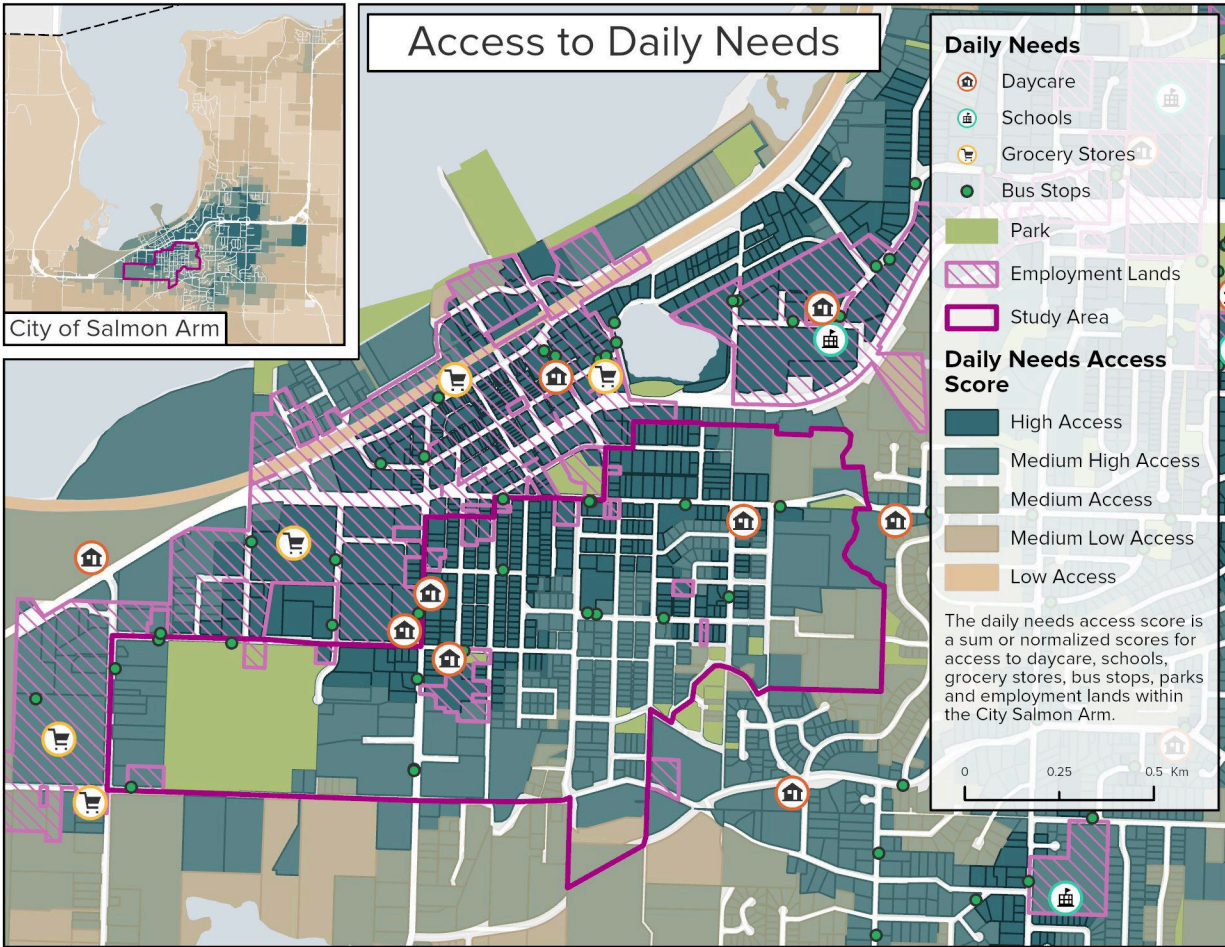 Access to Daily Needs
City of Salmon Arm
Daily Needs
Daycare
Schools
Grocery Stores
Bus Stops
Park
Employment Lands
Study Area
Daily Needs Access
Score
High Access
Medium High Access
Medium Access
Medium Low Access
Low Access
The daily needs access score is
a sum or normalized scores for
access to daycare, schools,
grocery stores, bus stops, parks
and employment lands within
the City Salmon Arm.
0 0.25 0.5 Km